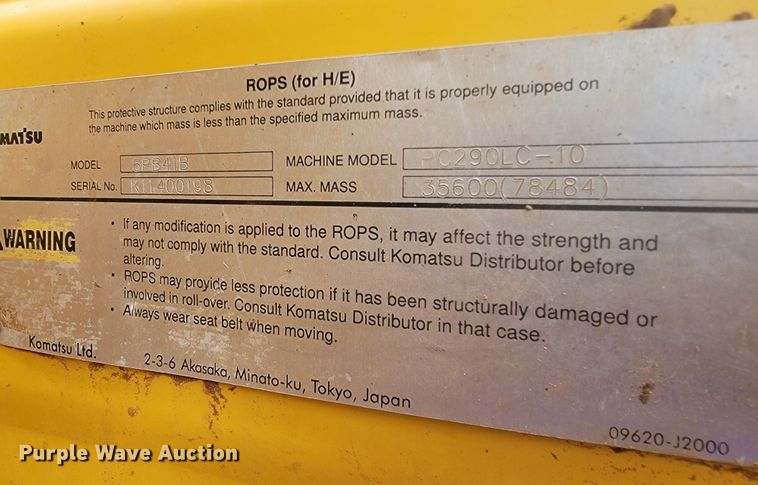 ROPS (for H/E)
This protective structure complies with the standard provided that it is properly equipped on
the machine which mass is less than the specified maximum mass.
MATSU
MODEL 6P841B MACHINE MODEL PC290LC-10
SERIAL No. K11400198 MAX. MASS 35600(78484)
WARNING
• If any modification is applied to the ROPS, it may affect the strength and
may not comply with the standard. Consult Komatsu Distributor before
altering.
• ROPS may provide less protection if it has been structurally damaged or
involved in roll-over. Consult Komatsu Distributor in that case.
• Always wear seat belt when moving.
Komatsu Ltd.
2-3-6 Akasaka, Minato-ku, Tokyo, Japan
09620-J2000
Purple Wave Auction